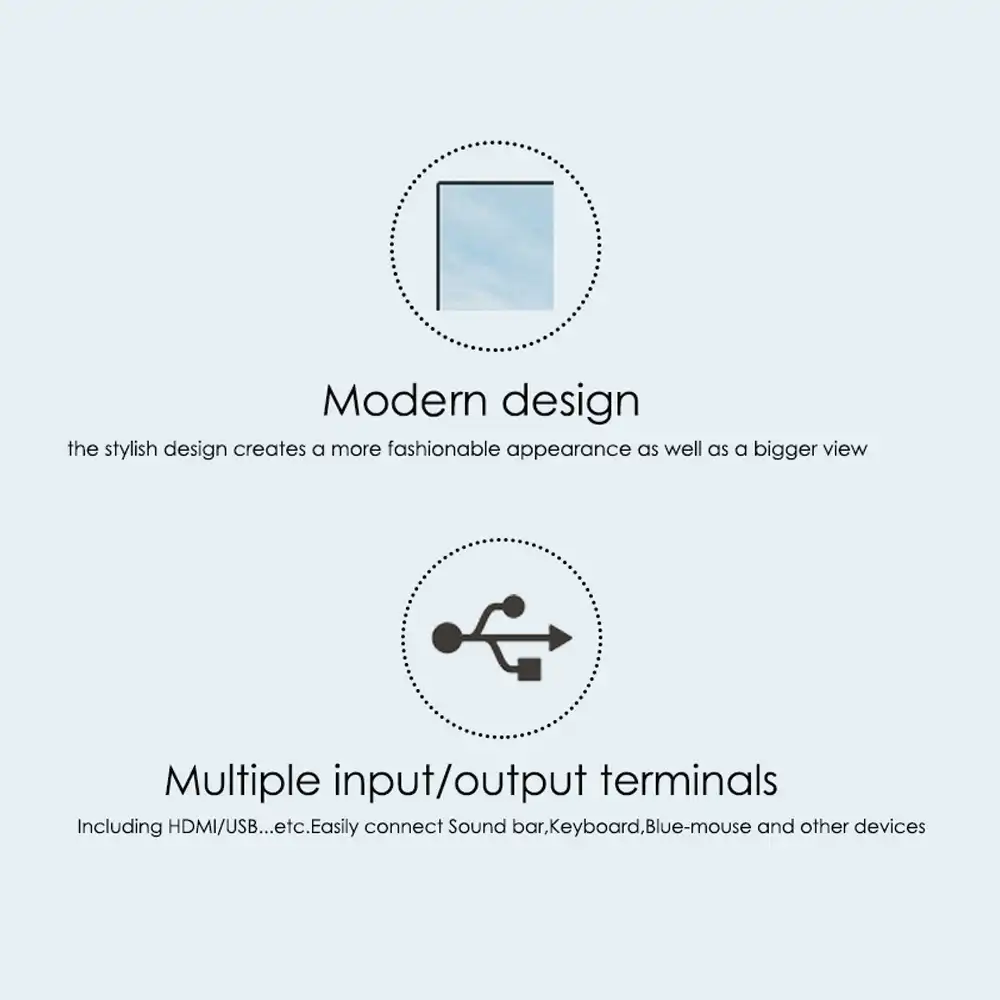 Modern design
the stylish design creates a more fashionable appearance as well as a bigger view
Multiple input/output terminals
Including HDMI/USB...etc.Easily connect Sound bar,Keyboard,Blue-mouse and other devices